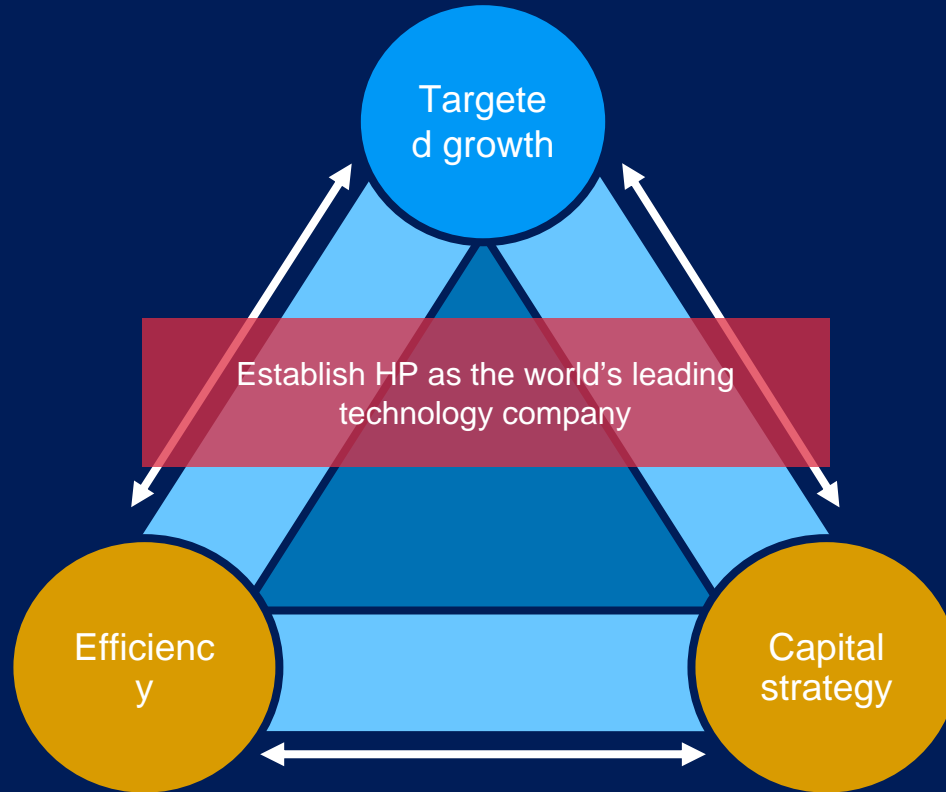 Targete
d growth
Establish HP as the world’s leading
technology company
Efficienc
y
Capital
strategy